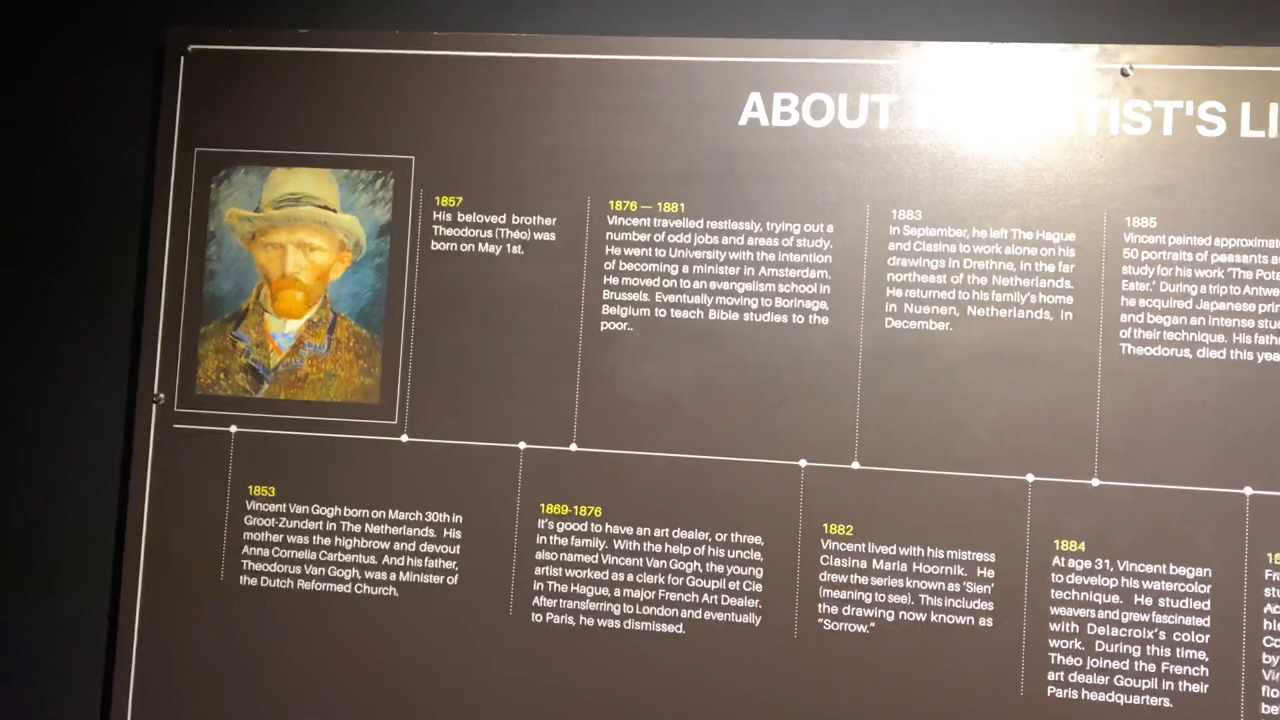 ABOUT TIST'S LI
1857
His beloved brother
Theodorus (Théo) was
born on May 1st.
1876 — 1881
Vincent travelled restlessly, trying out a
number of odd jobs and areas of study.
He went to University with the intention
of becoming a minister in Amsterdam.
He moved on to an evangelism school in
Brussels. Eventually moving to Borinage,
Belgium to teach Bible studies to the
poor..
1883
In September, he left The Hague
and Clasina to work alone on his
drawings in Drethne, in the far
northeast of the Netherlands.
He returned to his family's home
in Nuenen, Netherlands, in
December.
1885
Vincent painted approximat
50 portraits of peasants a
study for his work 'The Pota
Eater.' During a trip to Antwe
he acquired Japanese prin
and began an intense stu
of their technique. His fath
Theodorus, died this yea
1853
Vincent Van Gogh born on March 30th in
Groot-Zundert in The Netherlands. His
mother was the highbrow and devout
Anna Cornelia Carbentus. And his father,
Theodorus Van Gogh, was a Minister of
the Dutch Reformed Church.
1869-1876
It's good to have an art dealer, or three,
in the family. With the help of his uncle,
also named Vincent Van Gogh, the young
artist worked as a clerk for Goupil et Cie
in The Hague, a major French Art Dealer.
After transferring to London and eventually
to Paris, he was dismissed.
1882
Vincent lived with his mistress
Clasina Maria Hoornik. He
drew the series known as 'Sien'
(meaning to see). This includes
the drawing now known as
"Sorrow."
1884
At age 31, Vincent began
to develop his watercolor
technique. He studied
weavers and grew fascinated
with Delacroix's color
work. During this time,
Théo joined the French
art dealer Goupil in their
Paris headquarters.